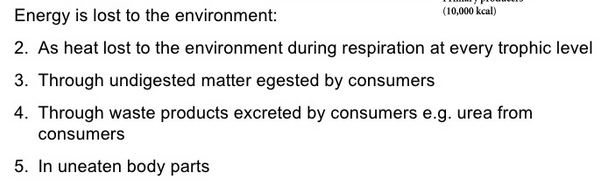 Primary producers
(10,000 kcal)
Energy is lost to the environment:
2. As heat lost to the environment during respiration at every trophic level
3. Through undigested matter egested by consumers
4. Through waste products excreted by consumers e.g. urea from
consumers
5. In uneaten body parts